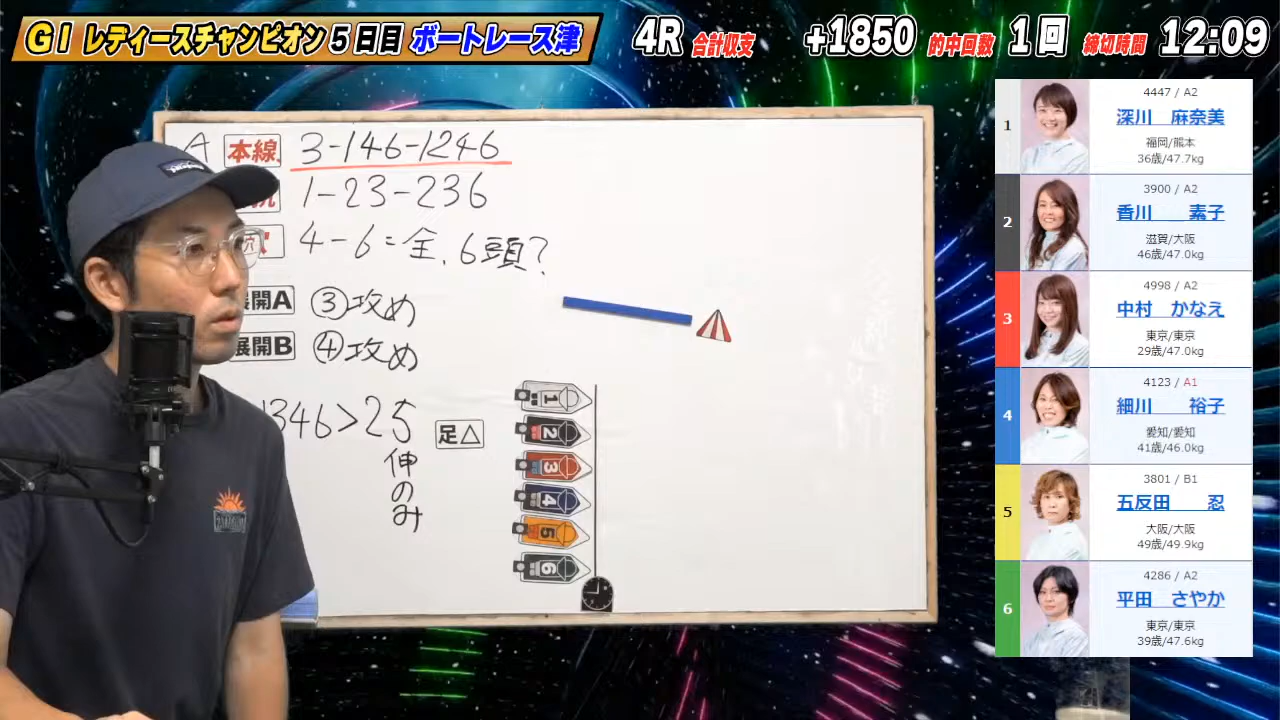 GⅠ レディースチャンピオン 5日目 ボートレース津
4R 合計収支 +1850 的中回数 1回 締切時間 12:09
A 本線 3-146-1246
1-23-236
穴 4-6=全、6頭?
展開A ③攻め
展開B ④攻め
1346>25
伸のみ
足△
1
2
3
4
5
6
1
4447 / A2
深川 麻奈美
福岡/熊本
36歳/47.7kg
2
3900 / A2
香川 素子
滋賀/大阪
46歳/47.0kg
3
4998 / A2
中村 かなえ
東京/東京
29歳/47.0kg
4
4123 / A1
細川 裕子
愛知/愛知
41歳/46.0kg
5
3801 / B1
五反田 忍
大阪/大阪
49歳/49.9kg
6
4286 / A2
平田 さやか
東京/東京
39歳/47.6kg